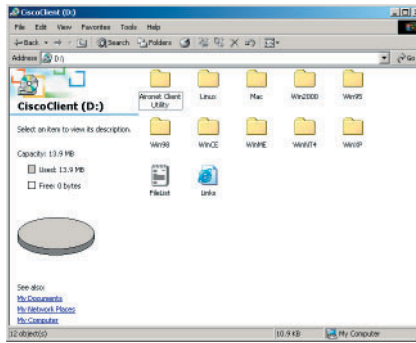 CiscoClient (D:)
File Edit View Favorites Tools Help
Back Search Folders
Address D:\ Go
CiscoClient (D:)
Select an item to view its description.
Capacity: 13.9 MB
Used: 13.9 MB
Free: 0 bytes
See also:
My Documents
My Network Places
My Computer
Aironet Client Utility
Linux
Mac
Win2000
Win95
Win98
WinCE
WinME
WinNT4
WinXP
FileList
Links
12 object(s) 10.9 KB My Computer